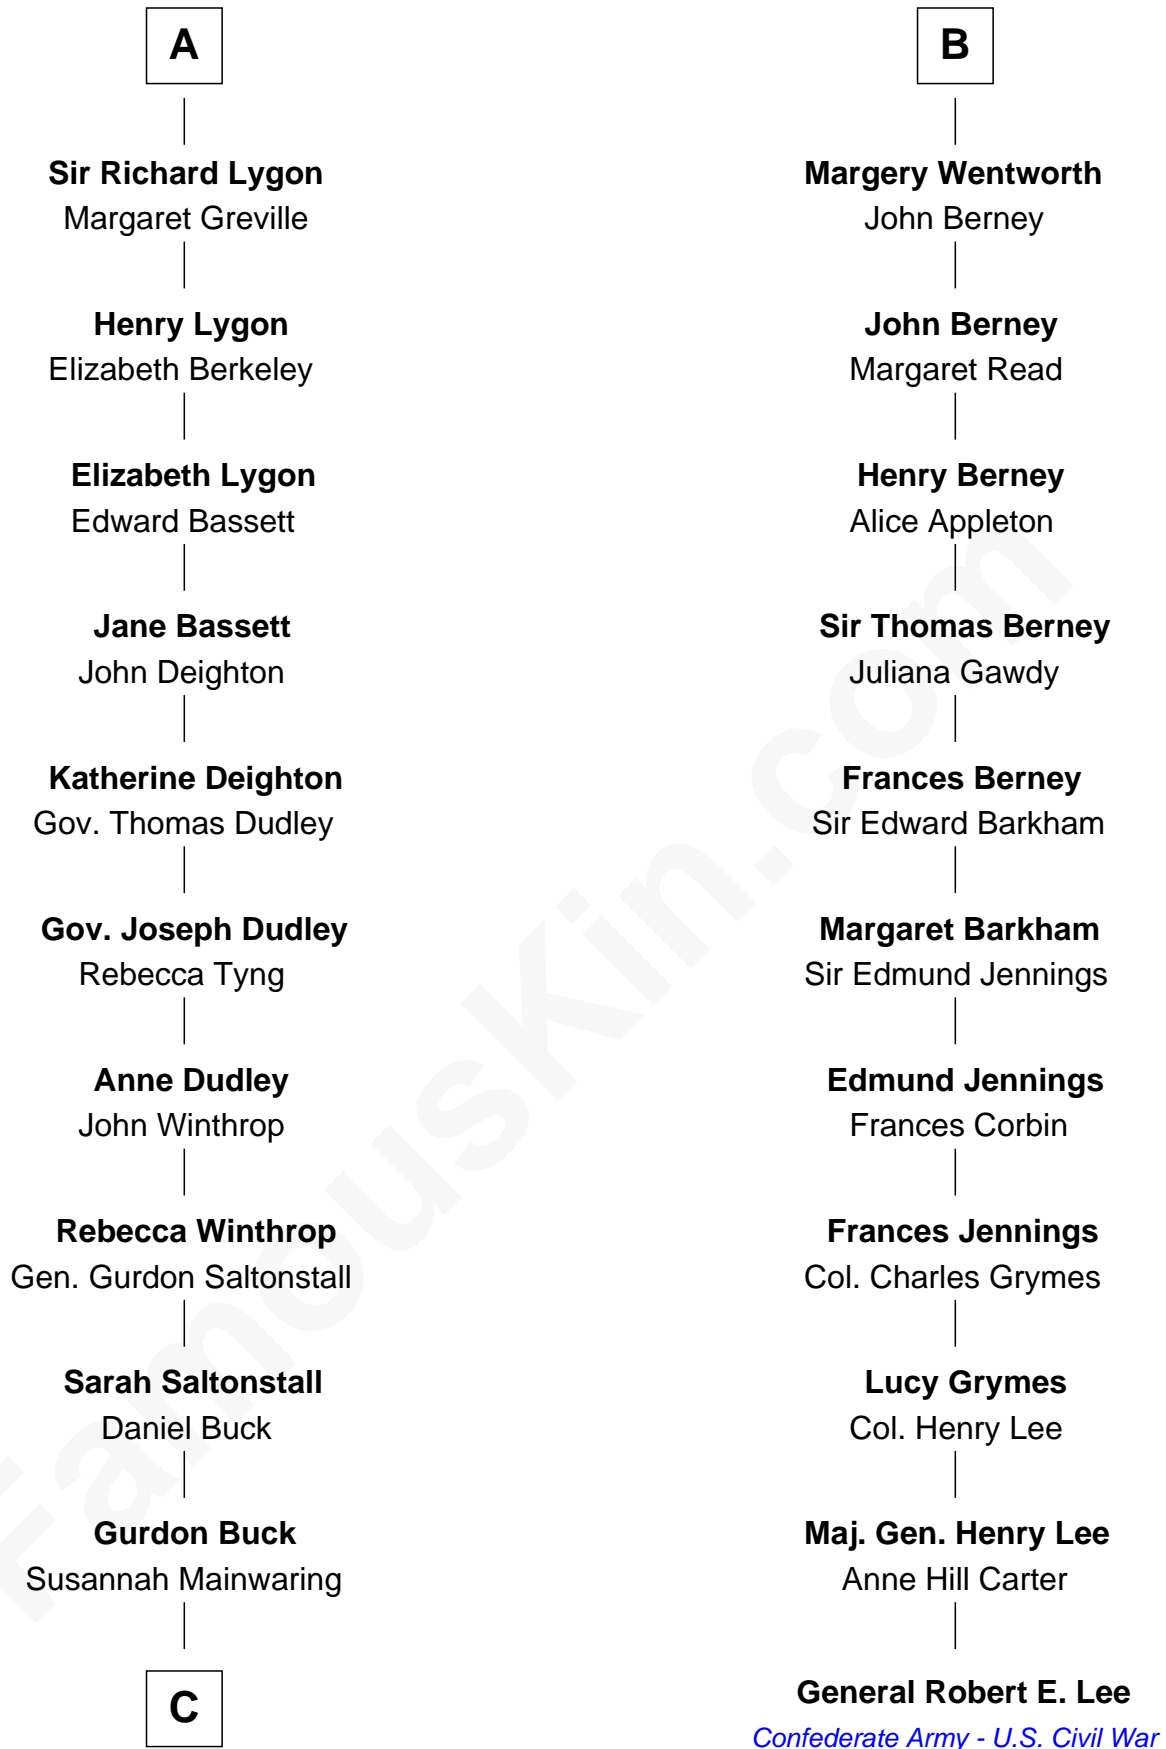 A
Sir Richard Lygon
Margaret Greville
Henry Lygon
Elizabeth Berkeley
Elizabeth Lygon
Edward Bassett
Jane Bassett
John Deighton
Katherine Deighton
Gov. Thomas Dudley
Gov. Joseph Dudley
Rebecca Tyng
Anne Dudley
John Winthrop
Rebecca Winthrop
Gen. Gurdon Saltonstall
Sarah Saltonstall
Daniel Buck
Gurdon Buck
Susannah Mainwaring
C
B
Margery Wentworth
John Berney
John Berney
Margaret Read
Henry Berney
Alice Appleton
Sir Thomas Berney
Juliana Gawdy
Frances Berney
Sir Edward Barkham
Margaret Barkham
Sir Edmund Jennings
Edmund Jennings
Frances Corbin
Frances Jennings
Col. Charles Grymes
Lucy Grymes
Col. Henry Lee
Maj. Gen. Henry Lee
Anne Hill Carter
General Robert E. Lee
Confederate Army - U.S. Civil War
FamousKin.com